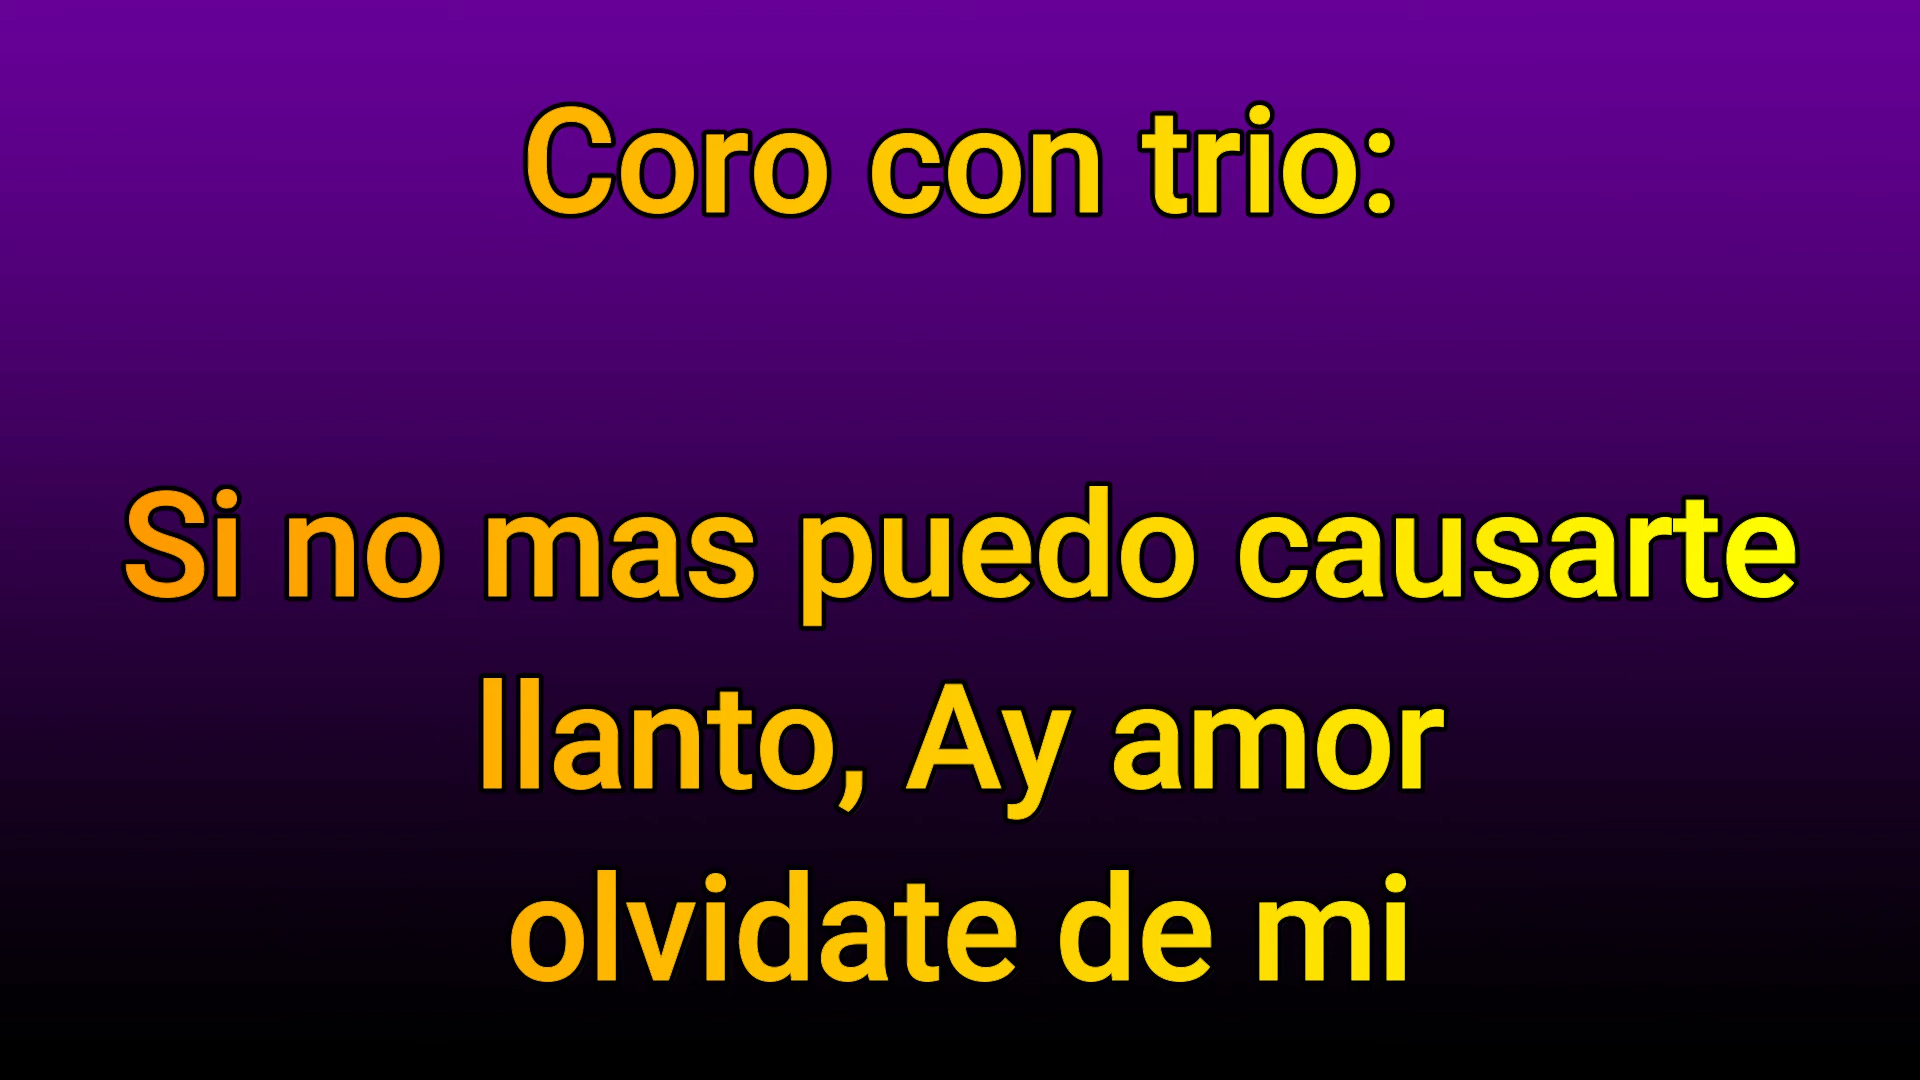 Coro con trio:
Si no mas puedo causarte
llanto, Ay amor
olvidate de mi